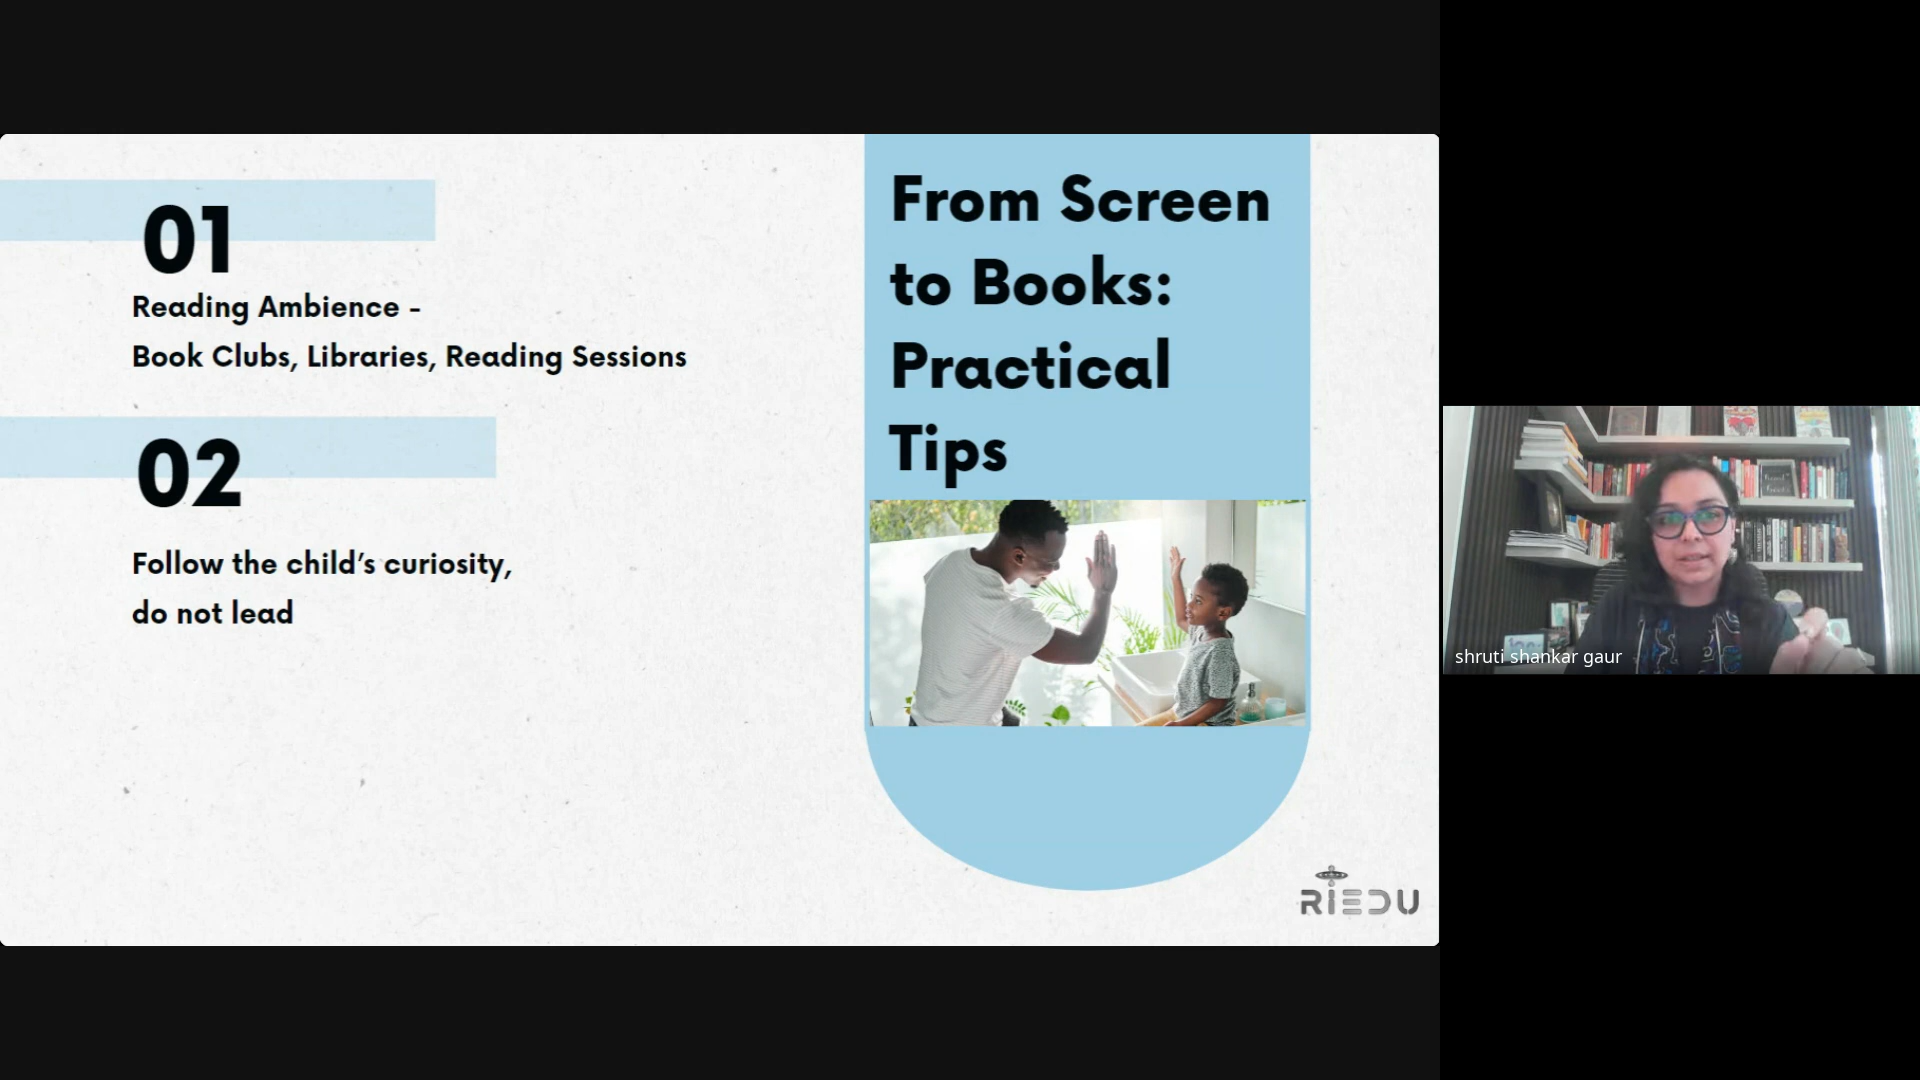 01
Reading Ambience -
Book Clubs, Libraries, Reading Sessions
02
Follow the child’s curiosity,
do not lead
From Screen
to Books:
Practical
Tips
RIEDU
shruti shankar gaur